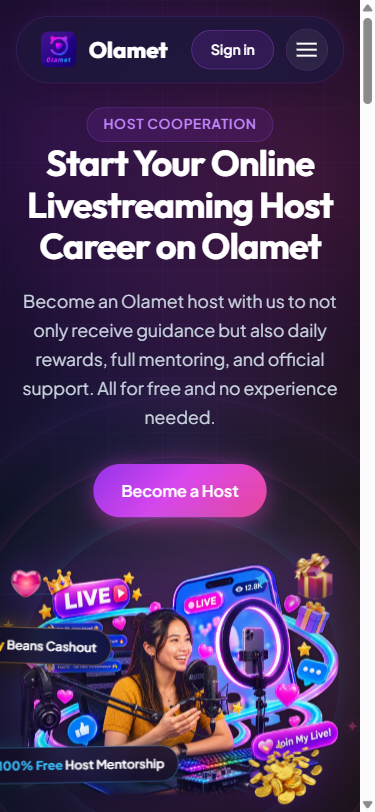 Olamet
Olamet
Sign in
HOST COOPERATION
Start Your Online
Livestreaming Host
Career on Olamet
Become an Olamet host with us to not
only receive guidance but also daily
rewards, full mentoring, and official
support. All for free and no experience
needed.
Become a Host
LIVE
LIVE
12.8K
Beans Cashout
Join My Live!
100% Free Host Mentorship